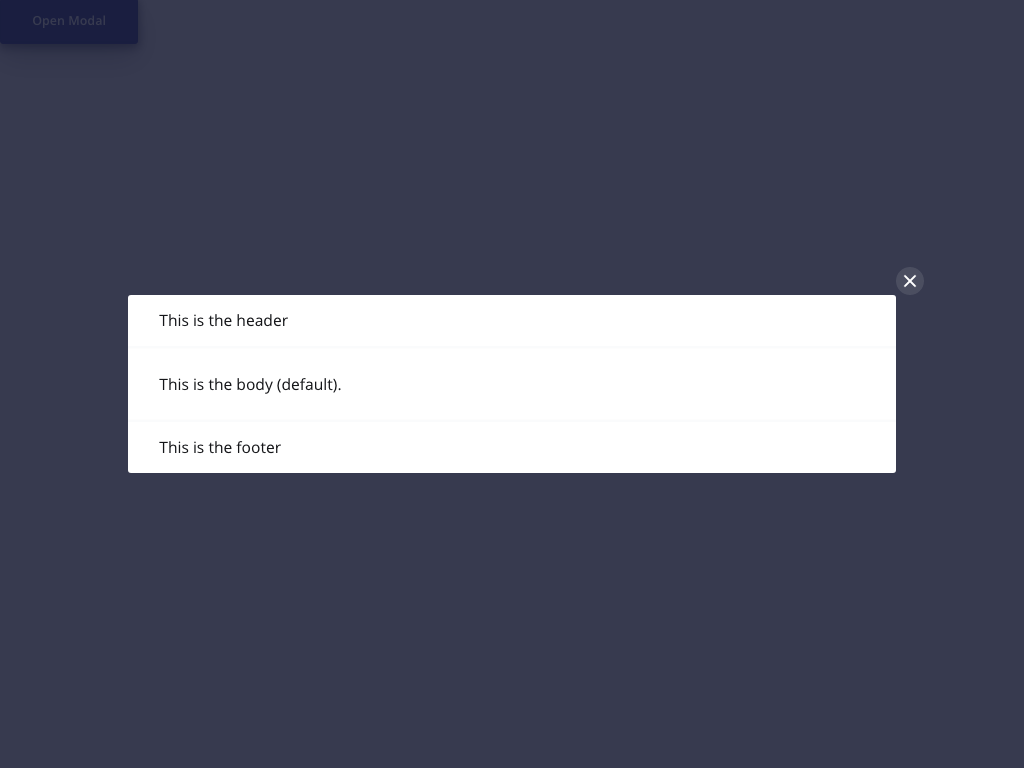 Open Modal
This is the header
This is the body (default).
This is the footer